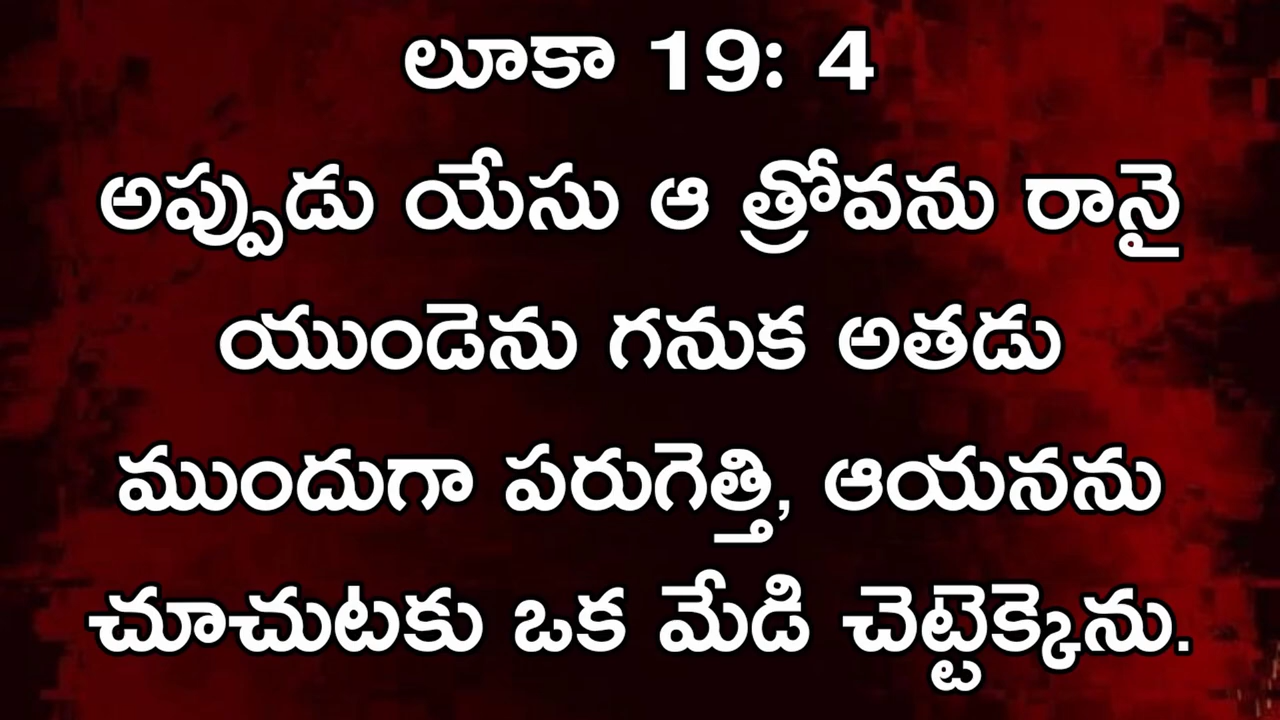 లూకా 19: 4
అప్పుడు యేసు ఆ త్రోవను రానై
యుండెను గనుక అతడు
ముందుగా పరుగెత్తి, ఆయనను
చూచుటకు ఒక మేడి చెట్టెక్కెను.